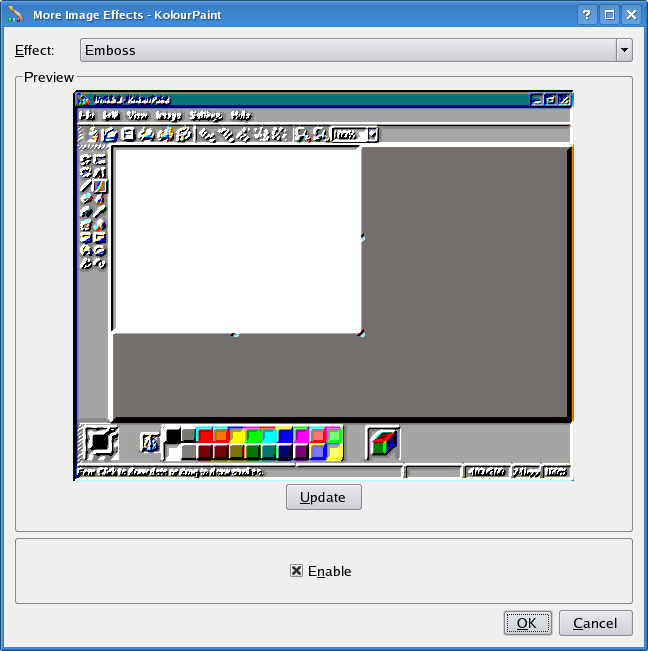 More Image Effects - KolourPaint
Effect: Emboss
Preview
Untitled - KolourPaint
File Edit View Image Settings Help
100%
Update
Enable
OK Cancel